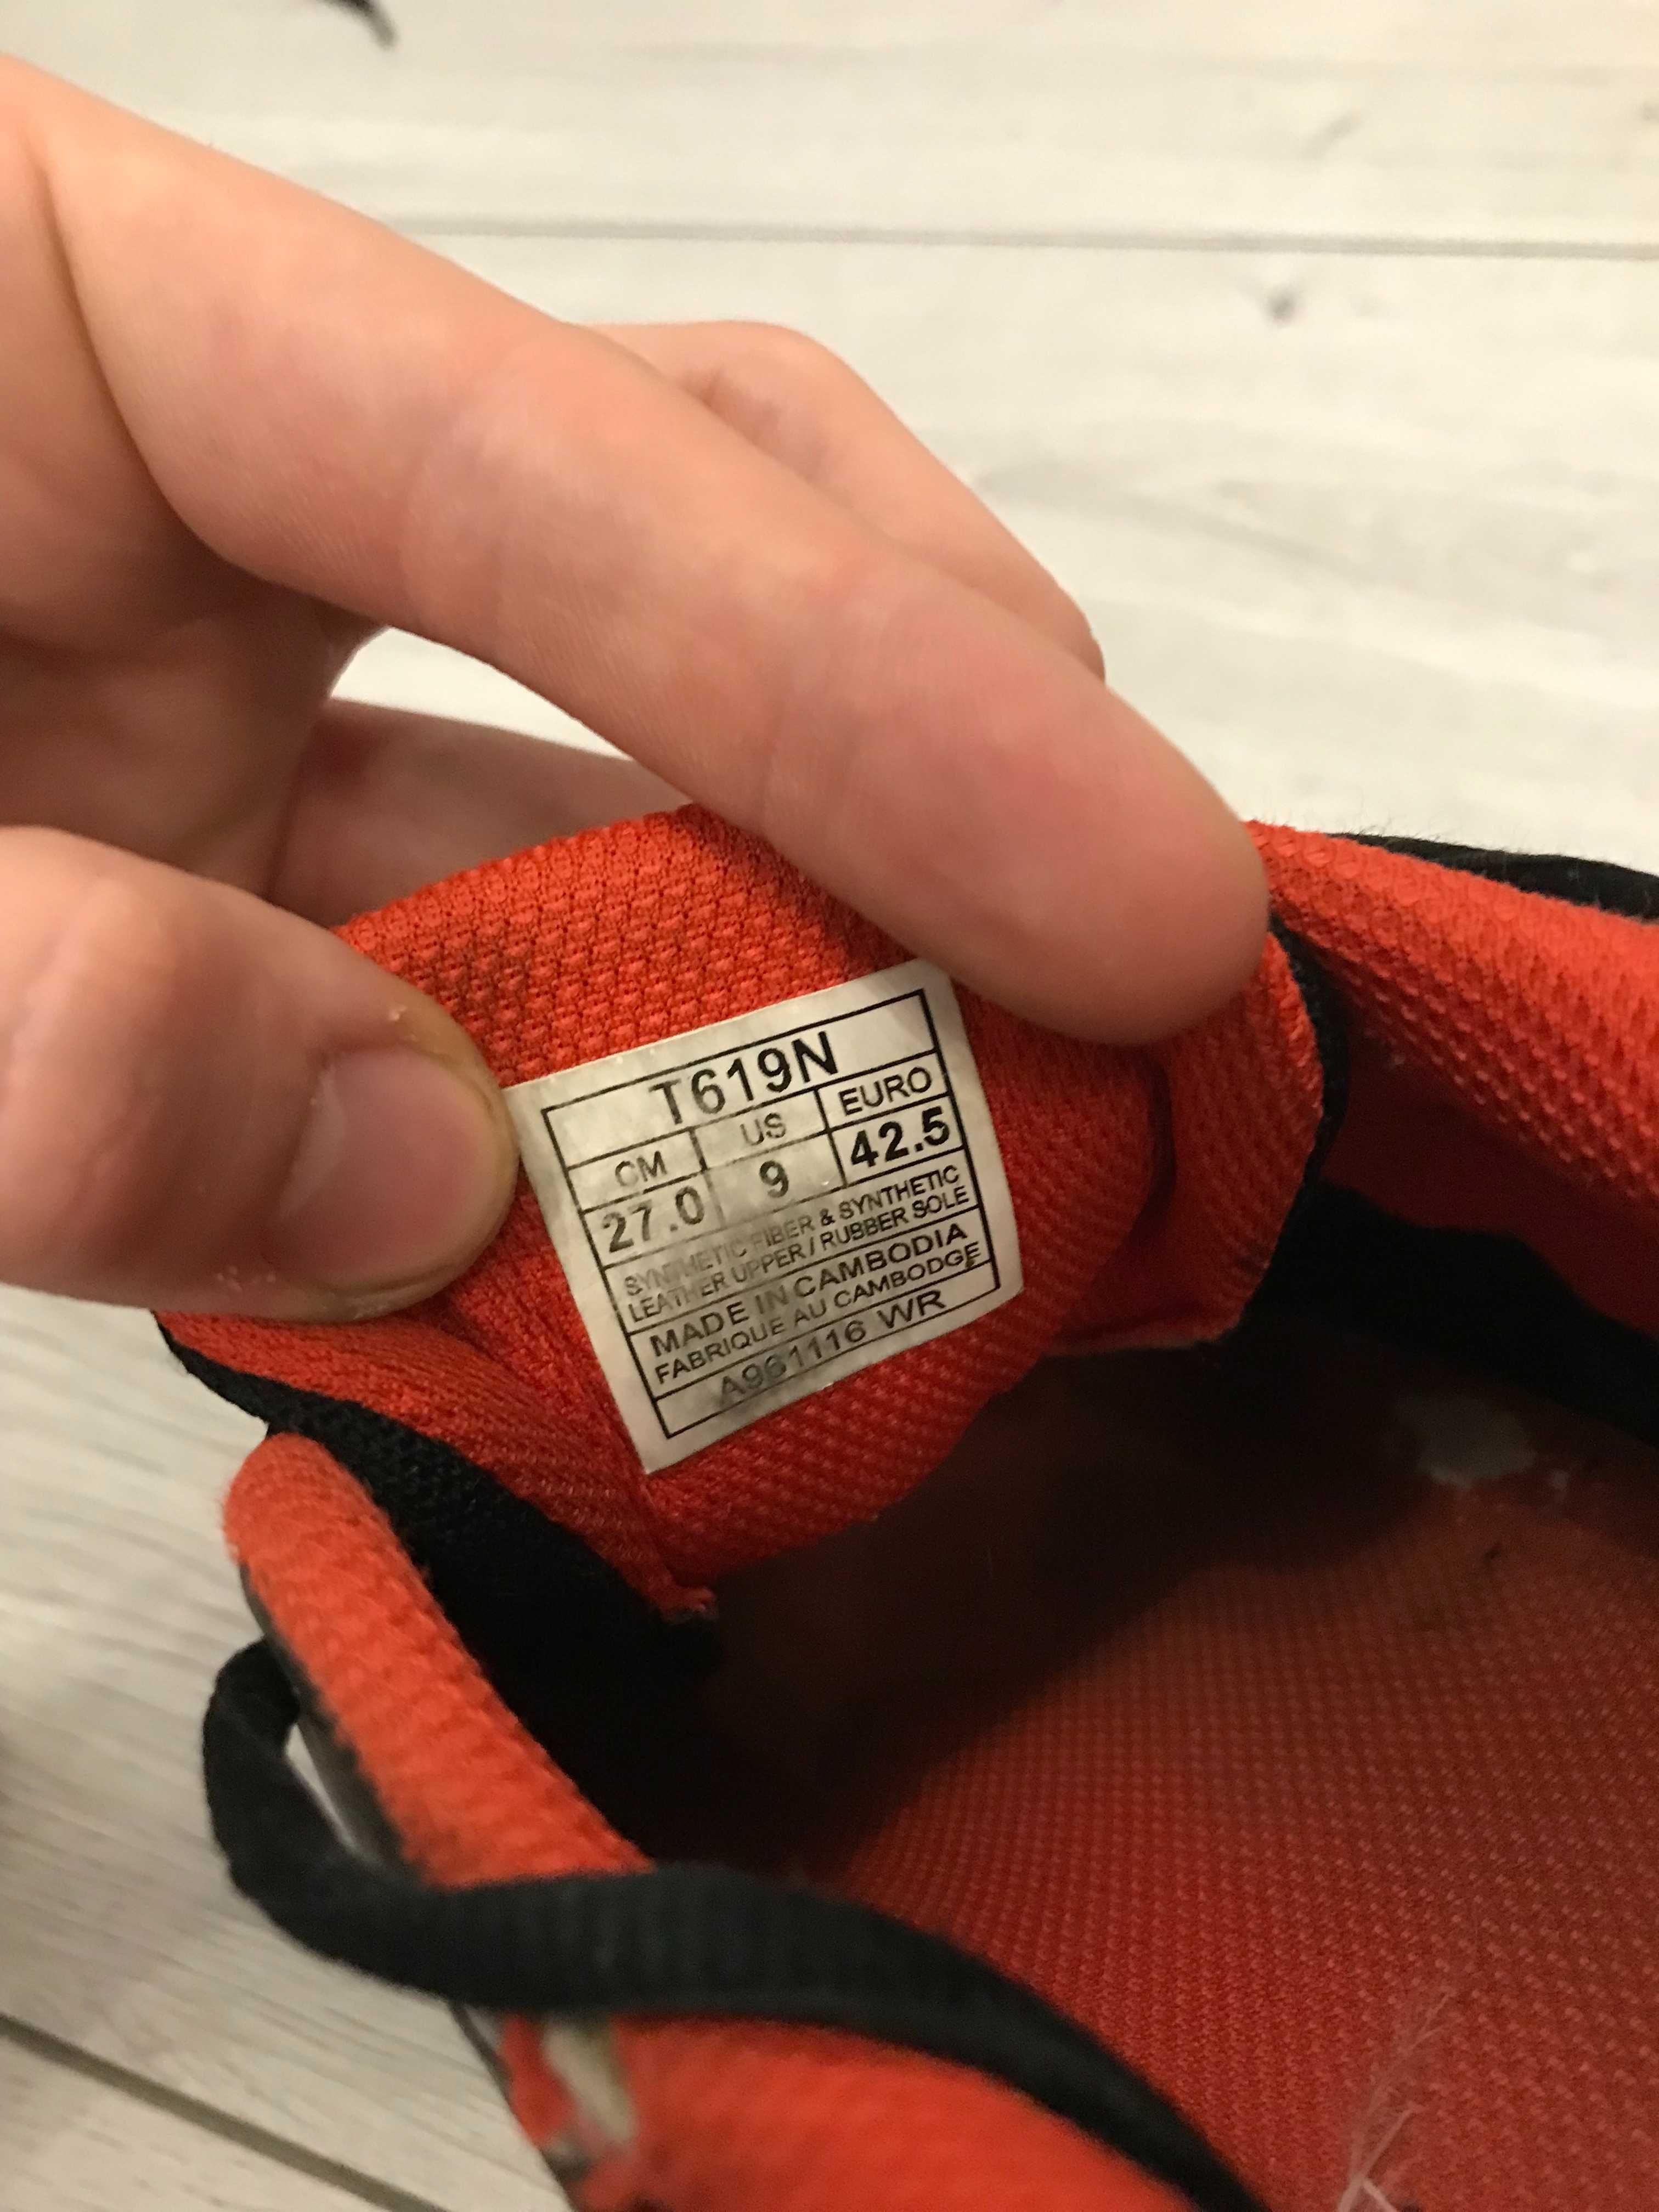 T619N
CM US EURO
27.0 9 42.5
SYNTHETIC FIBER & SYNTHETIC
LEATHER UPPER / RUBBER SOLE
MADE IN CAMBODIA
FABRIQUE AU CAMBODGE
A961116 WR